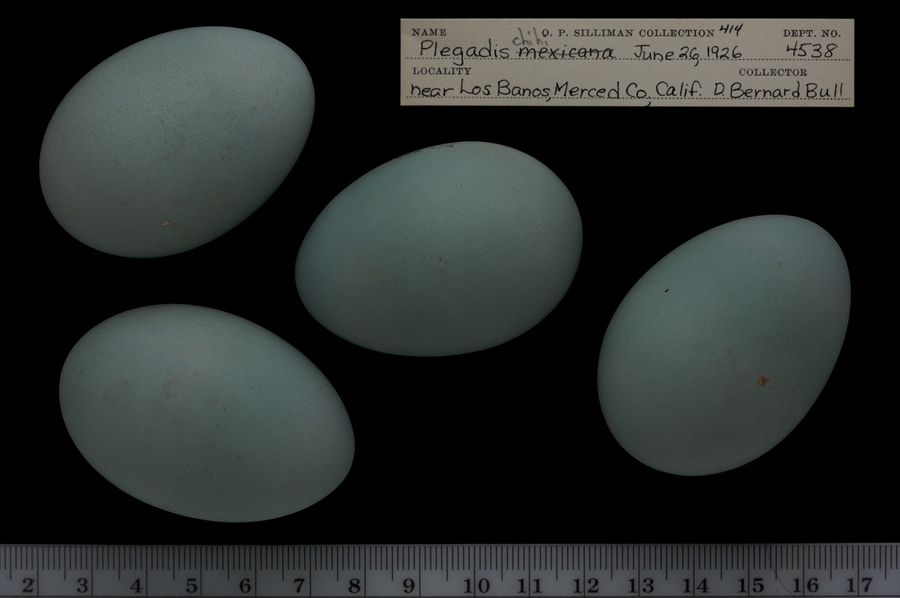 NAME O. P. SILLIMAN COLLECTION 414 DEPT. NO.
chihi
Plegadis mexicana June 26, 1926 4538
LOCALITY COLLECTOR
near Los Banos, Merced Co., Calif. D. Bernard Bull
2 3 4 5 6 7 8 9 10 11 12 13 14 15 16 17